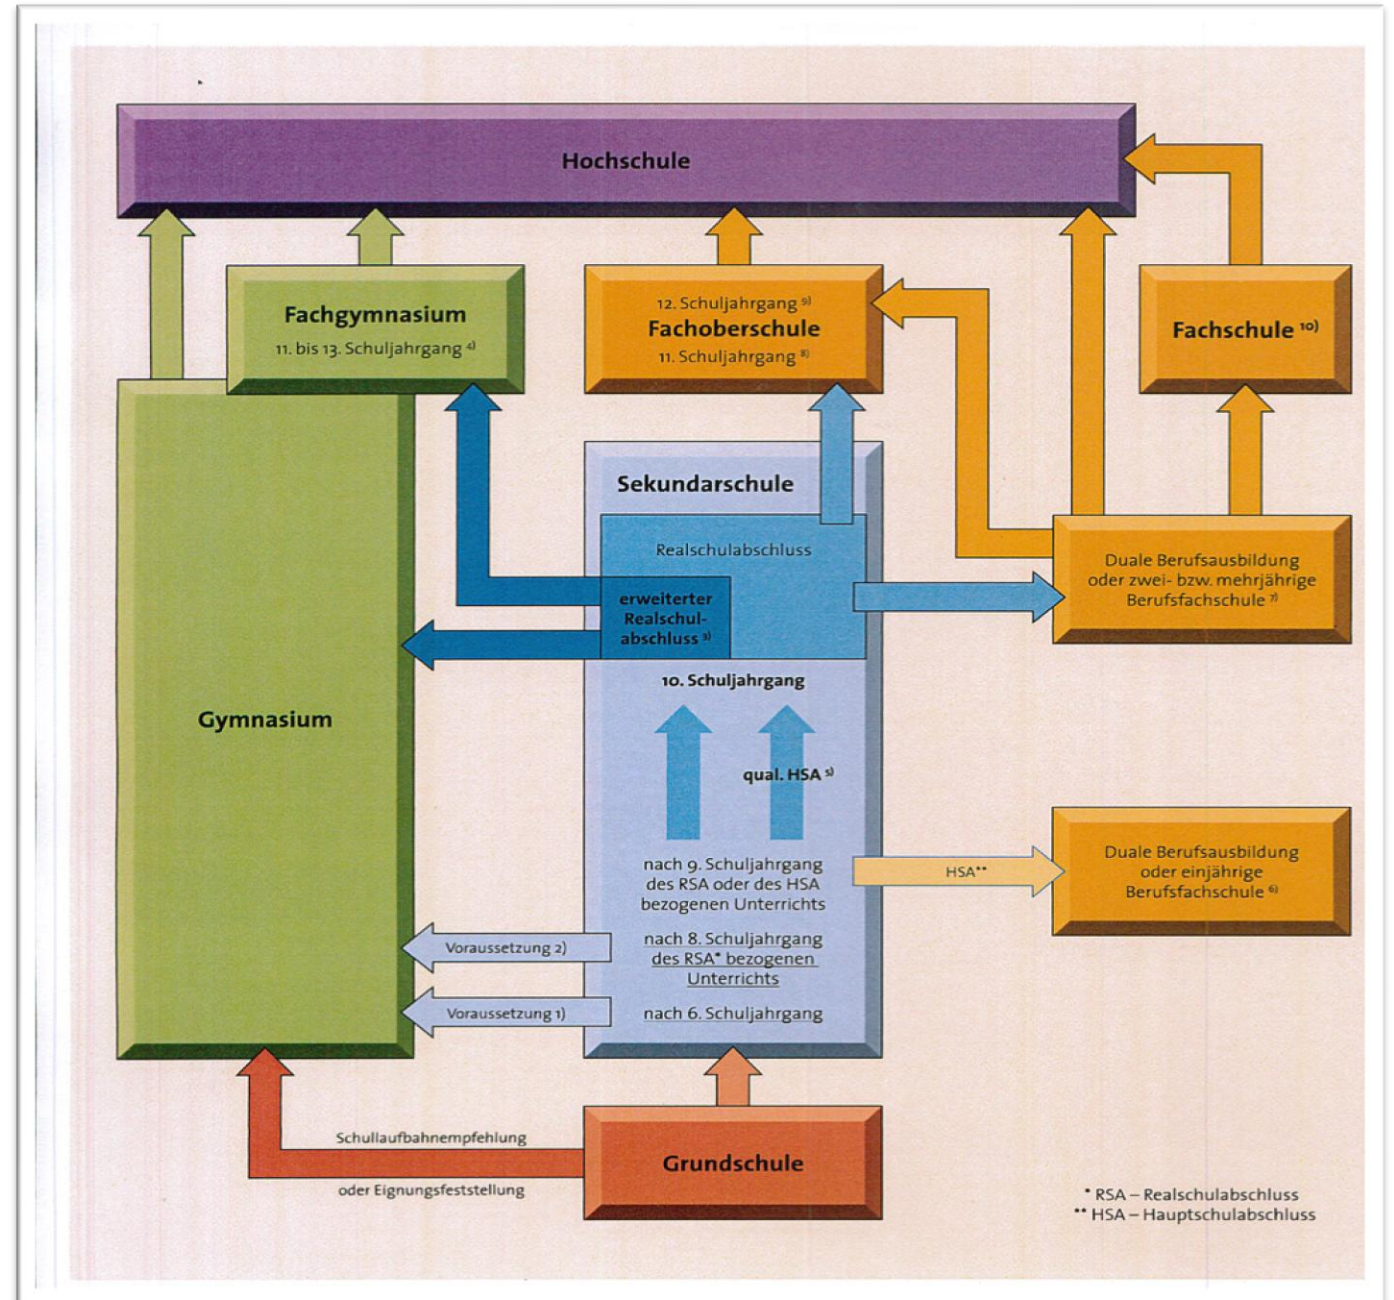 Hochschule
Fachgymnasium
11. bis 13. Schuljahrgang ⁴⁾
12. Schuljahrgang ⁹⁾
Fachoberschule
11. Schuljahrgang ⁸⁾
Fachschule ¹⁰⁾
Sekundarschule
Realschulabschluss
erweiterter
Realschul-
abschluss ³⁾
Duale Berufsausbildung
oder zwei- bzw. mehrjährige
Berufsfachschule ⁷⁾
10. Schuljahrgang
Gymnasium
qual. HSA ⁵⁾
nach 9. Schuljahrgang
des RSA oder des HSA
bezogenen Unterrichts
HSA**
Duale Berufsausbildung
oder einjährige
Berufsfachschule ⁶⁾
Voraussetzung 2)
nach 8. Schuljahrgang
des RSA* bezogenen
Unterrichts
Voraussetzung 1)
nach 6. Schuljahrgang
Schullaufbahnempfehlung
oder Eignungsfeststellung
Grundschule
* RSA – Realschulabschluss
** HSA – Hauptschulabschluss